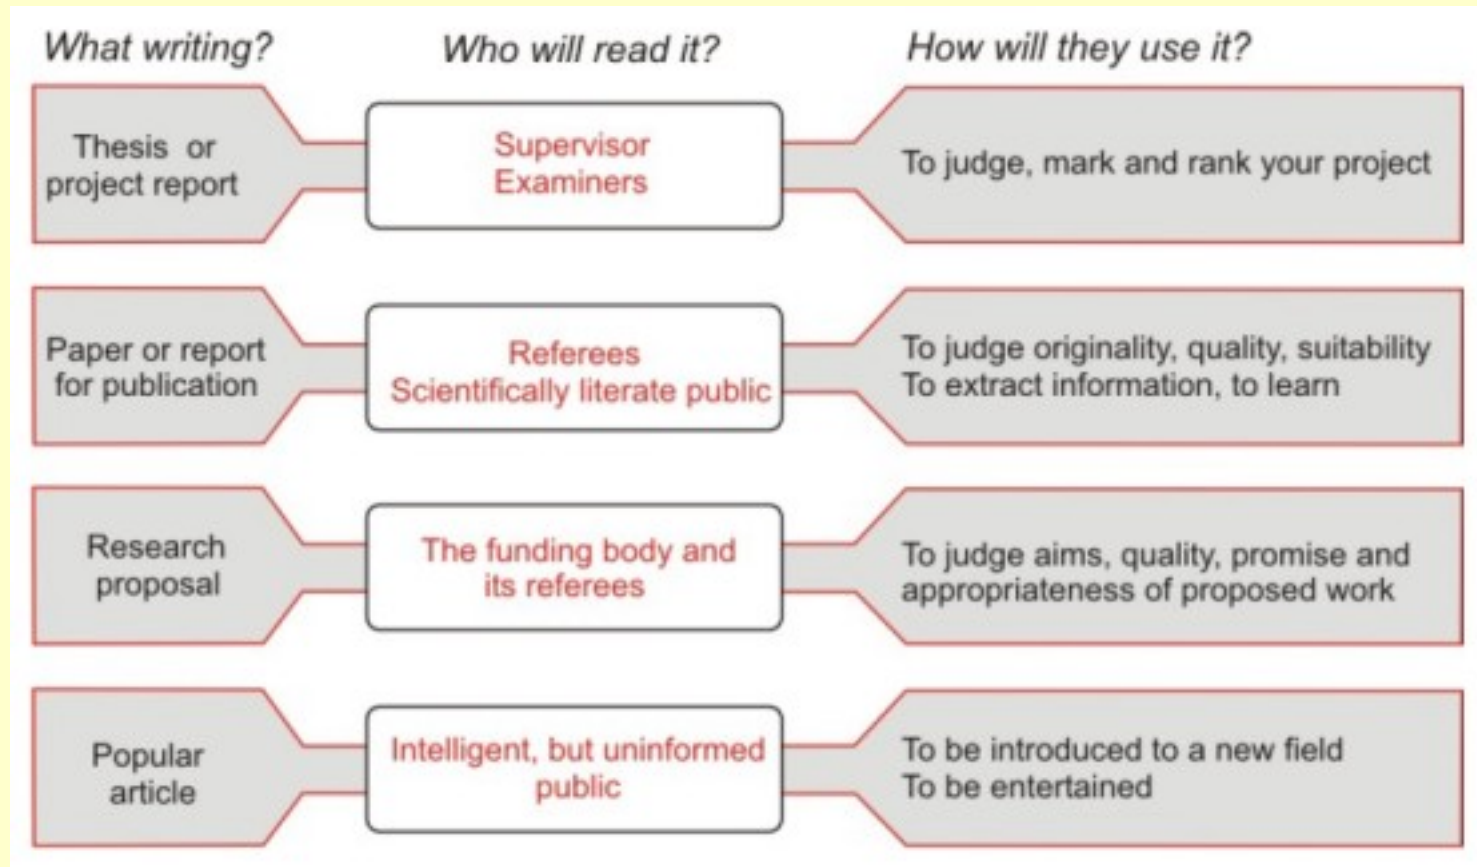 What writing?
Who will read it?
How will they use it?
Thesis or
project report
Supervisor
Examiners
To judge, mark and rank your project
Paper or report
for publication
Referees
Scientifically literate public
To judge originality, quality, suitability
To extract information, to learn
Research
proposal
The funding body and
its referees
To judge aims, quality, promise and
appropriateness of proposed work
Popular
article
Intelligent, but uninformed
public
To be introduced to a new field
To be entertained